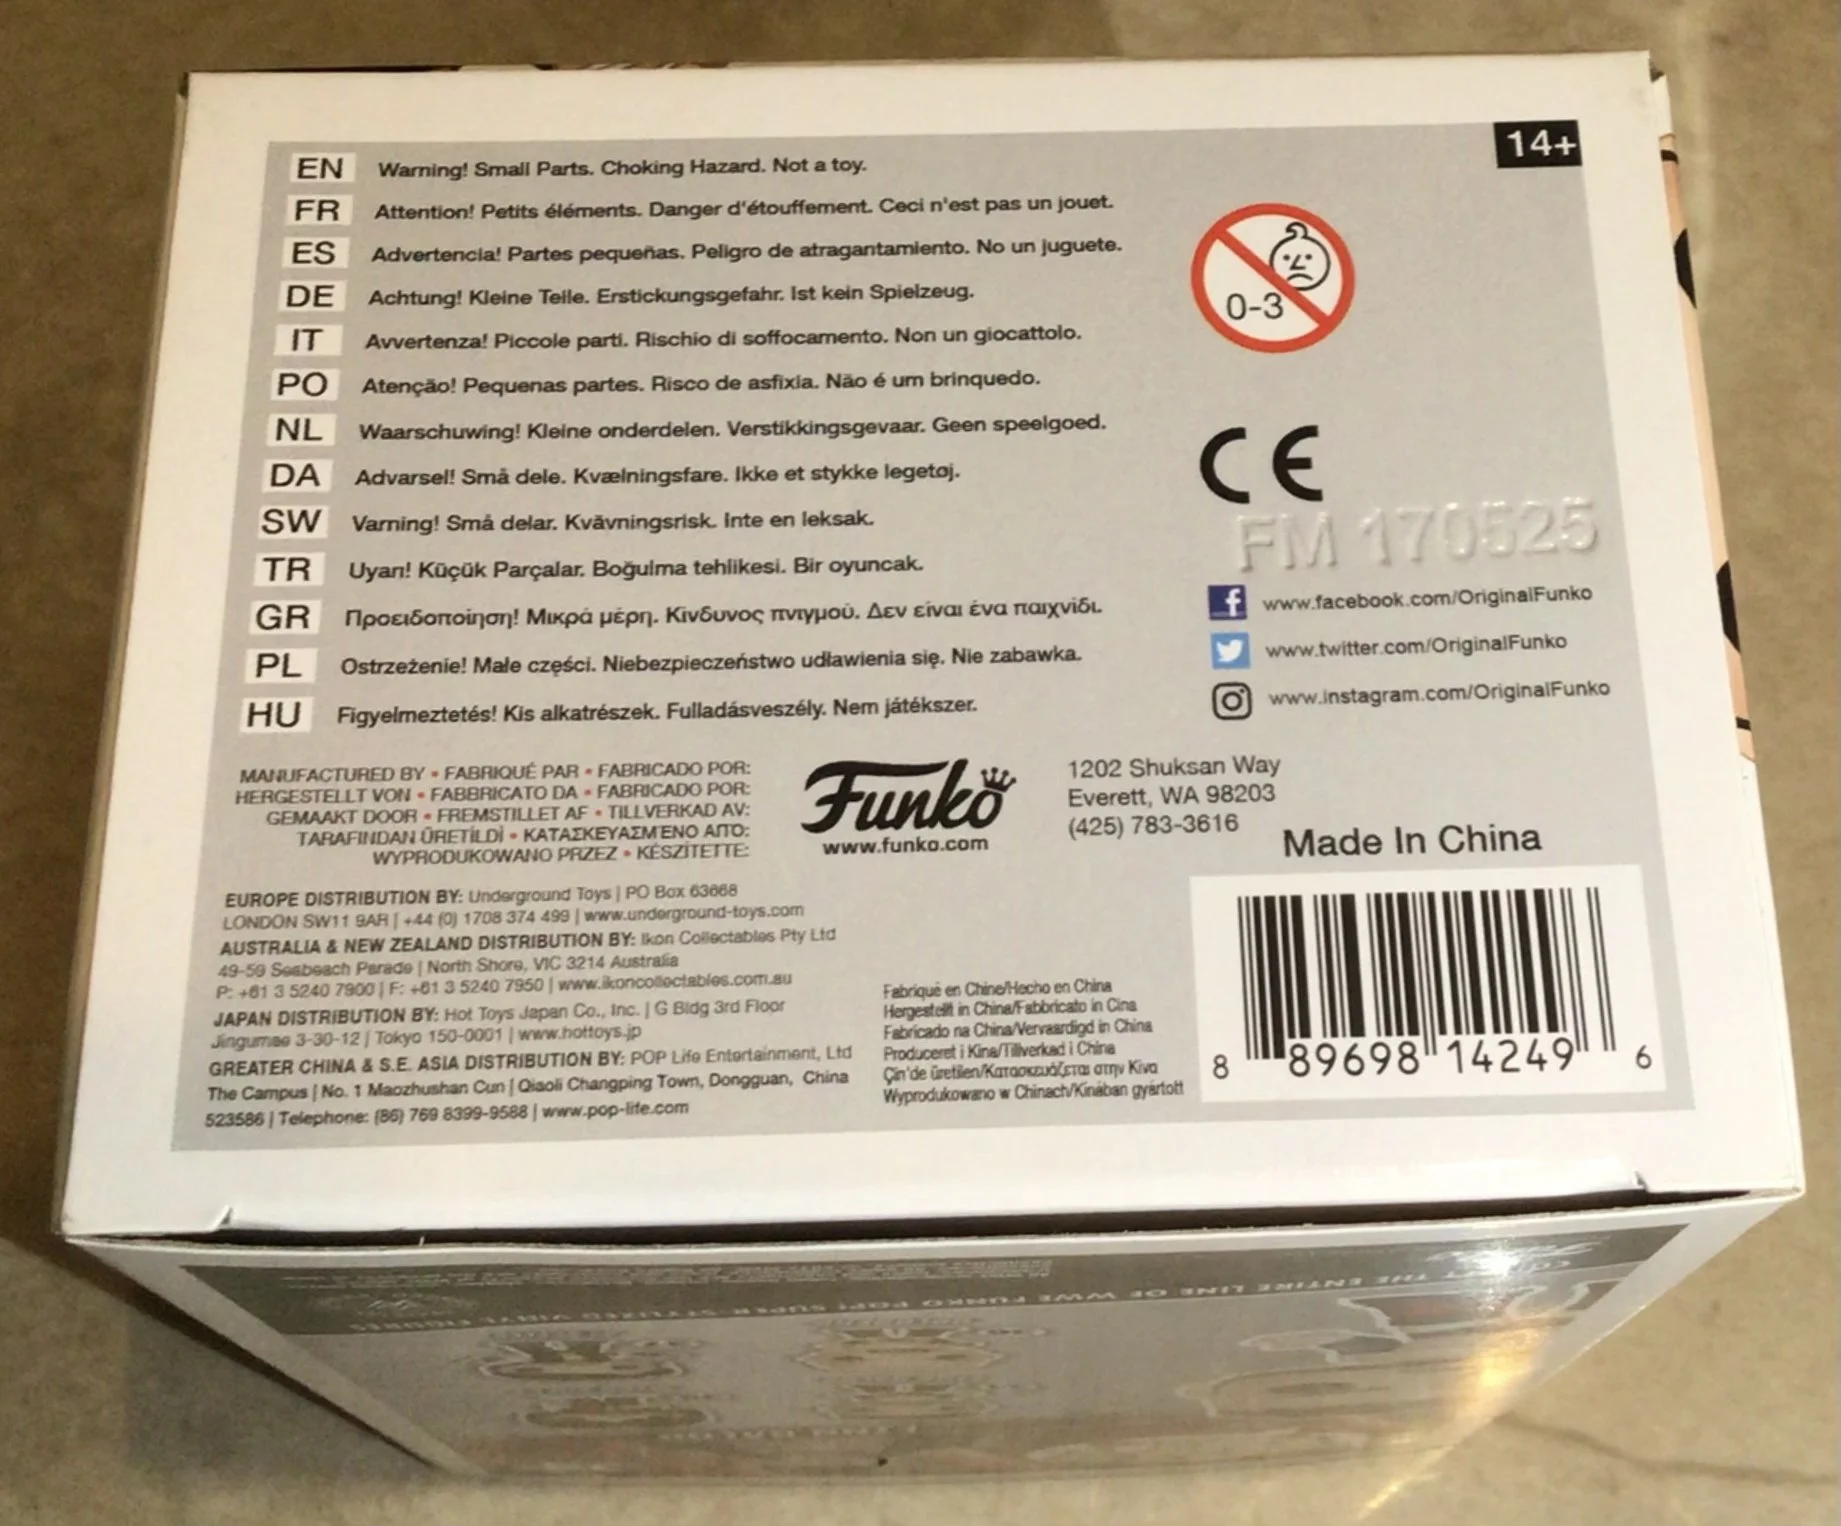 14+
EN Warning! Small Parts. Choking Hazard. Not a toy.
FR Attention! Petits éléments. Danger d'étouffement. Ceci n'est pas un jouet.
ES Advertencia! Partes pequeñas. Peligro de atragantamiento. No un juguete.
DE Achtung! Kleine Teile. Erstickungsgefahr. Ist kein Spielzeug.
IT Avvertenza! Piccole parti. Rischio di soffocamento. Non un giocattolo.
PO Atenção! Pequenas partes. Risco de asfixia. Não é um brinquedo.
NL Waarschuwing! Kleine onderdelen. Verstikkingsgevaar. Geen speelgoed.
DA Advarsel! Små dele. Kvælningsfare. Ikke et stykke legetøj.
SW Varning! Små delar. Kvävningsrisk. Inte en leksak.
TR Uyarı! Küçük Parçalar. Boğulma tehlikesi. Bir oyuncak.
GR Προειδοποίηση! Μικρά μέρη. Κίνδυνος πνιγμού. Δεν είναι ένα παιχνίδι.
PL Ostrzeżenie! Małe części. Niebezpieczeństwo udławienia się. Nie zabawka.
HU Figyelmeztetés! Kis alkatrészek. Fulladásveszély. Nem játékszer.
0-3
CE
FM 170525
www.facebook.com/OriginalFunko
www.twitter.com/OriginalFunko
www.instagram.com/OriginalFunko
MANUFACTURED BY • FABRIQUÉ PAR • FABRICADO POR:
HERGESTELLT VON • FABBRICATO DA • FABRICADO POR:
GEMAAKT DOOR • FREMSTILLET AF • TILLVERKAD AV:
TARAFINDAN ÜRETİLDİ • ΚΑΤΑΣΚΕΥΑΣΜΈΝΟ ΑΠΌ:
WYPRODUKOWANO PRZEZ • KÉSZÍTETTE:
Funko
www.funko.com
1202 Shuksan Way
Everett, WA 98203
(425) 783-3616
Made In China
EUROPE DISTRIBUTION BY: Underground Toys | PO Box 63668
LONDON SW11 9AR | +44 (0) 1708 374 499 | www.underground-toys.com
AUSTRALIA & NEW ZEALAND DISTRIBUTION BY: Ikon Collectables Pty Ltd
49-59 Seabeach Parade | North Shore, VIC 3214 Australia
P: +61 3 5240 7900 | F: +61 3 5240 7950 | www.ikoncollectables.com.au
JAPAN DISTRIBUTION BY: Hot Toys Japan Co., Inc. | G Bldg 3rd Floor
Jingumae 3-30-12 | Tokyo 150-0001 | www.hottoys.jp
GREATER CHINA & S.E. ASIA DISTRIBUTION BY: POP Life Entertainment, Ltd
The Campus | No. 1 Maozhushan Cun | Qiaoli Changping Town, Dongguan, China
523586 | Telephone: (86) 769 8399-9588 | www.pop-life.com
Fabriqué en Chine/Hecho en China
Hergestellt in China/Fabbricato in Cina
Fabricado na China/Vervaardigd in China
Produceret i Kina/Tillverkad i China
Çin'de üretilen/Κατασκευάζεται στην Κίνα
Wyprodukowano w Chinach/Kínában gyártott
8 89698 14249 6
COLLECT THE ENTIRE LINE OF WWE FUNKO POP! SUPER STYLIZED VINYL FIGURES